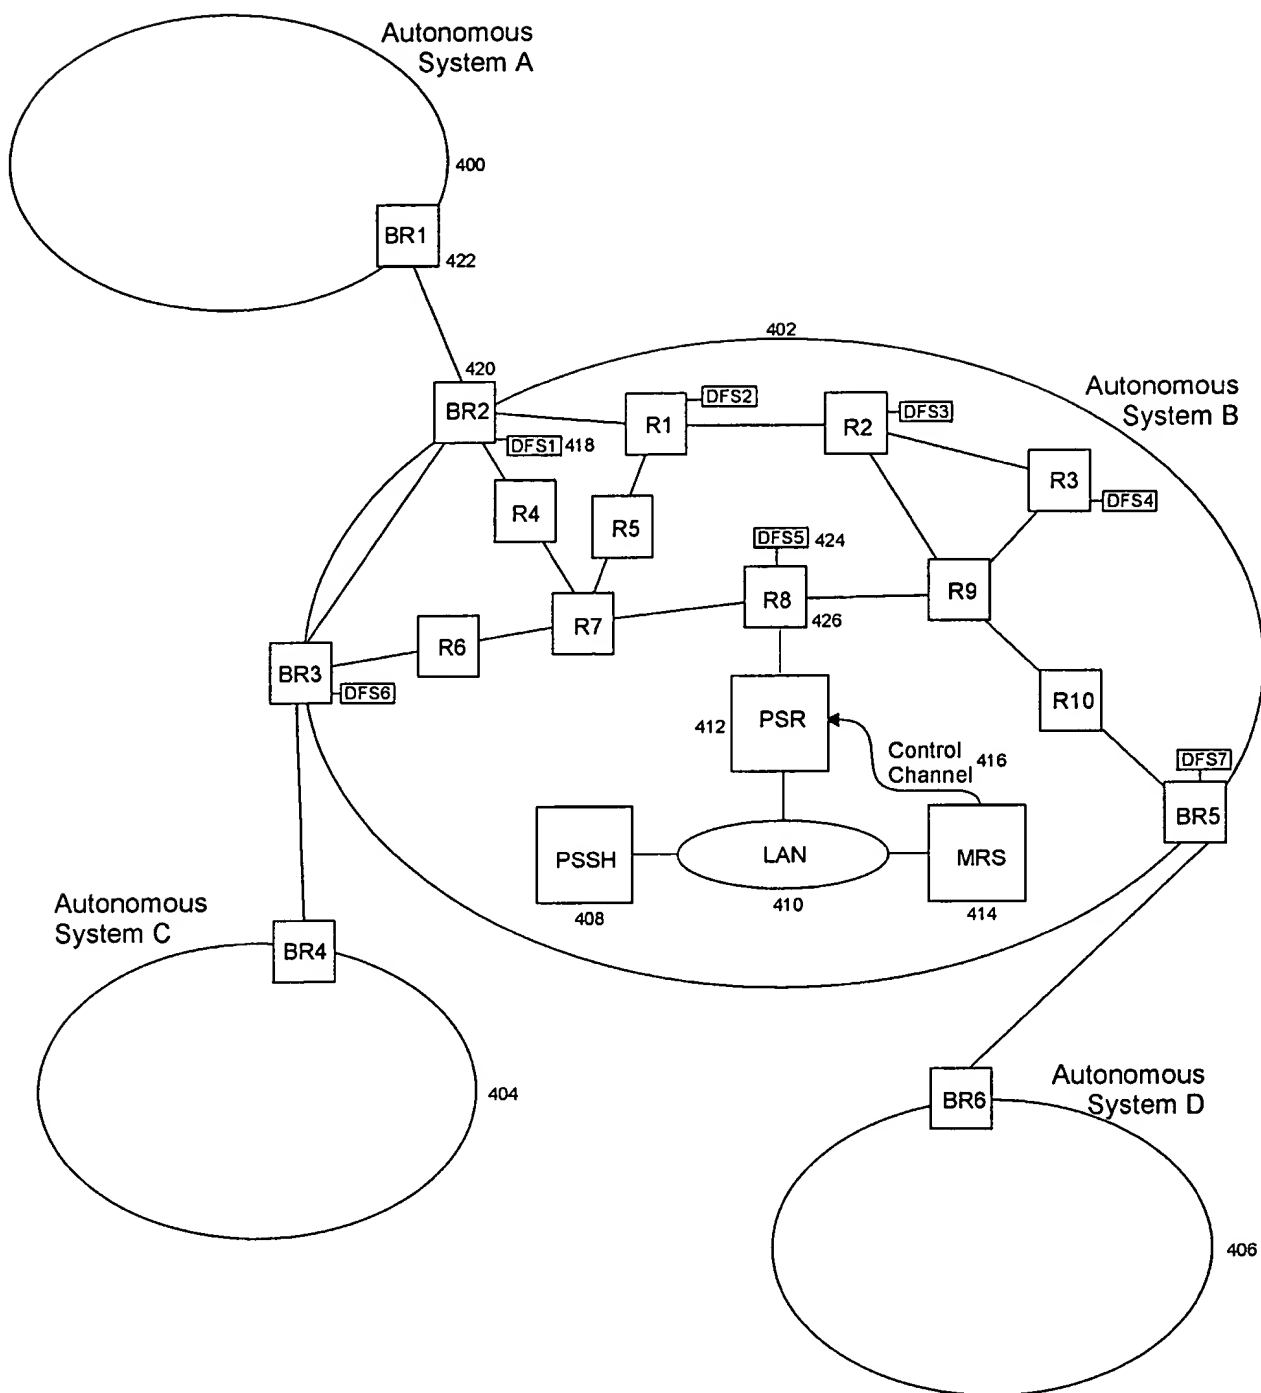 Autonomous
System A
400
BR1
422
402
420
Autonomous
System B
BR2
R1
DFS2
R2
DFS3
DFS1
418
R3
DFS4
R4
R5
DFS5
424
R9
R8
426
R7
R6
BR3
DFS6
R10
PSR
412
Control
Channel
416
DFS7
BR5
PSSH
408
LAN
410
MRS
414
Autonomous
System C
BR4
404
Autonomous
System D
BR6
406